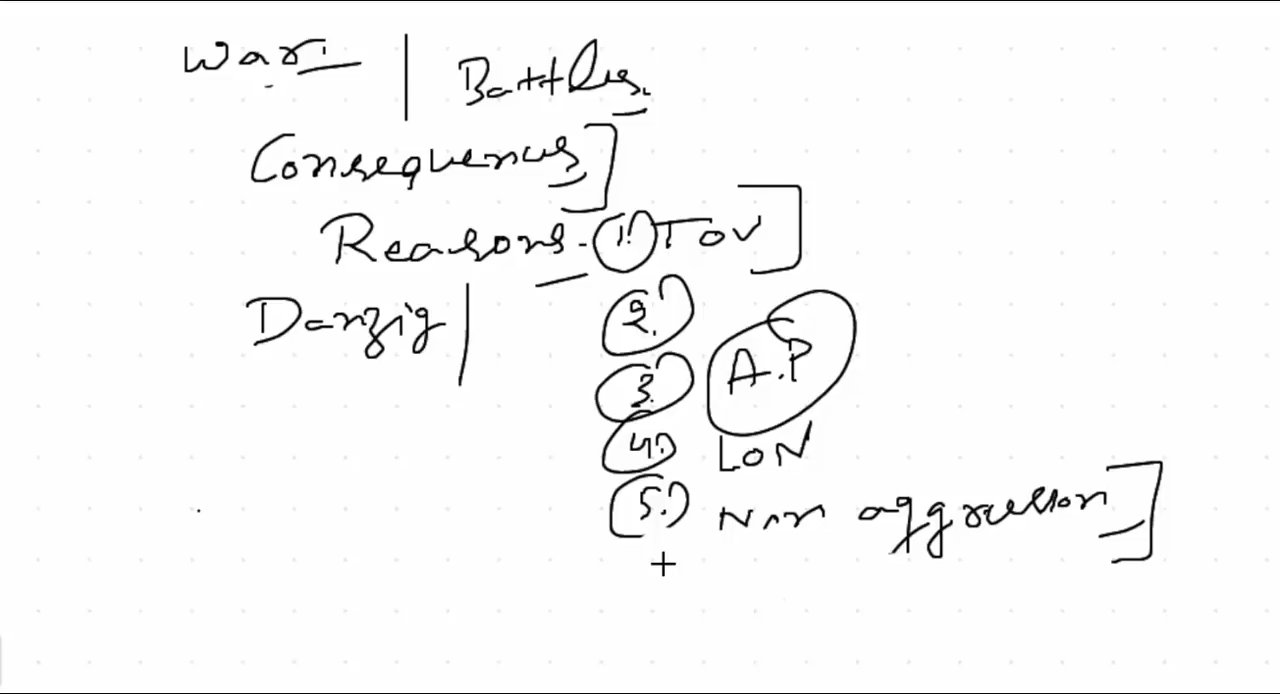 War | Battles.
Consequences]
Reasons - 1.) TOV]
Danzig |
2.)
3.) A.P
4.) LON
5.) Non aggression]